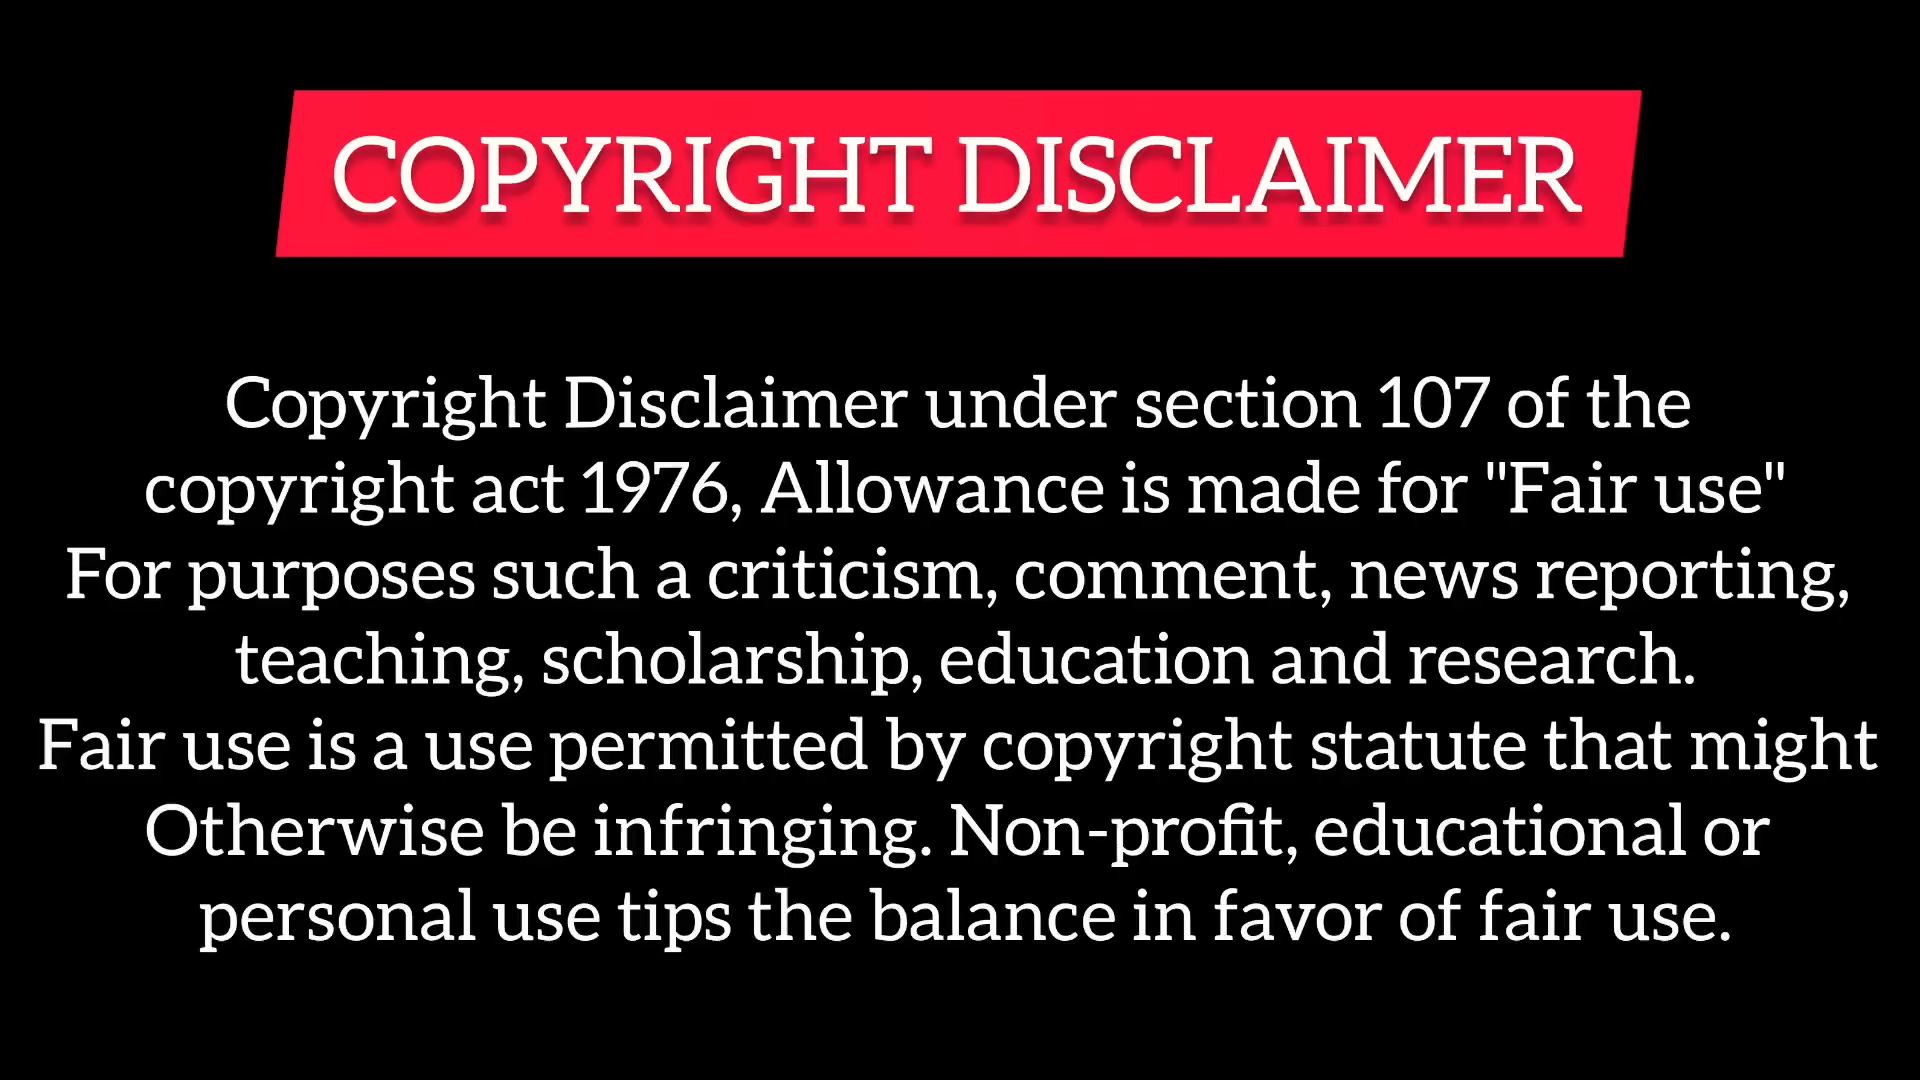 COPYRIGHT DISCLAIMER
Copyright Disclaimer under section 107 of the
copyright act 1976, Allowance is made for "Fair use"
For purposes such a criticism, comment, news reporting,
teaching, scholarship, education and research.
Fair use is a use permitted by copyright statute that might
Otherwise be infringing. Non-profit, educational or
personal use tips the balance in favor of fair use.